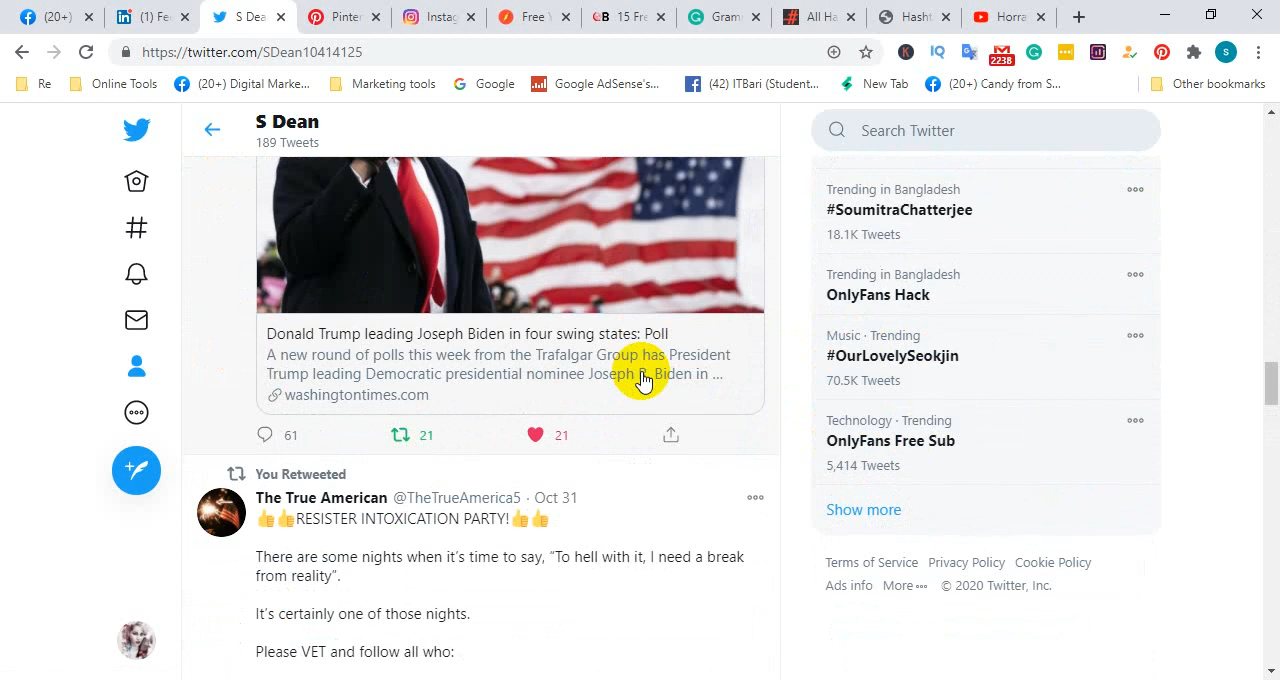 (20+)
(1) Fe
S Dea
Pinter
Instag
Free
15 Fre
Gram
All Ha
Hasht
Horra
https://twitter.com/SDean10414125
2238
Re
Online Tools
(20+) Digital Marke...
Marketing tools
Google
Google AdSense's...
(42) ITBari (Student...
New Tab
(20+) Candy from S...
Other bookmarks
S Dean
189 Tweets
Search Twitter
Donald Trump leading Joseph Biden in four swing states: Poll
A new round of polls this week from the Trafalgar Group has President
Trump leading Democratic presidential nominee Joseph R. Biden in ...
washingtontimes.com
61 21 21
You Retweeted
The True American @TheTrueAmerica5 · Oct 31
👍👍RESISTER INTOXICATION PARTY!👍👍
There are some nights when it's time to say, "To hell with it, I need a break
from reality".
It's certainly one of those nights.
Please VET and follow all who:
Trending in Bangladesh
#SoumitraChatterjee
18.1K Tweets
Trending in Bangladesh
OnlyFans Hack
Music · Trending
#OurLovelySeokjin
70.5K Tweets
Technology · Trending
OnlyFans Free Sub
5,414 Tweets
Show more
Terms of Service Privacy Policy Cookie Policy
Ads info More ··· © 2020 Twitter, Inc.